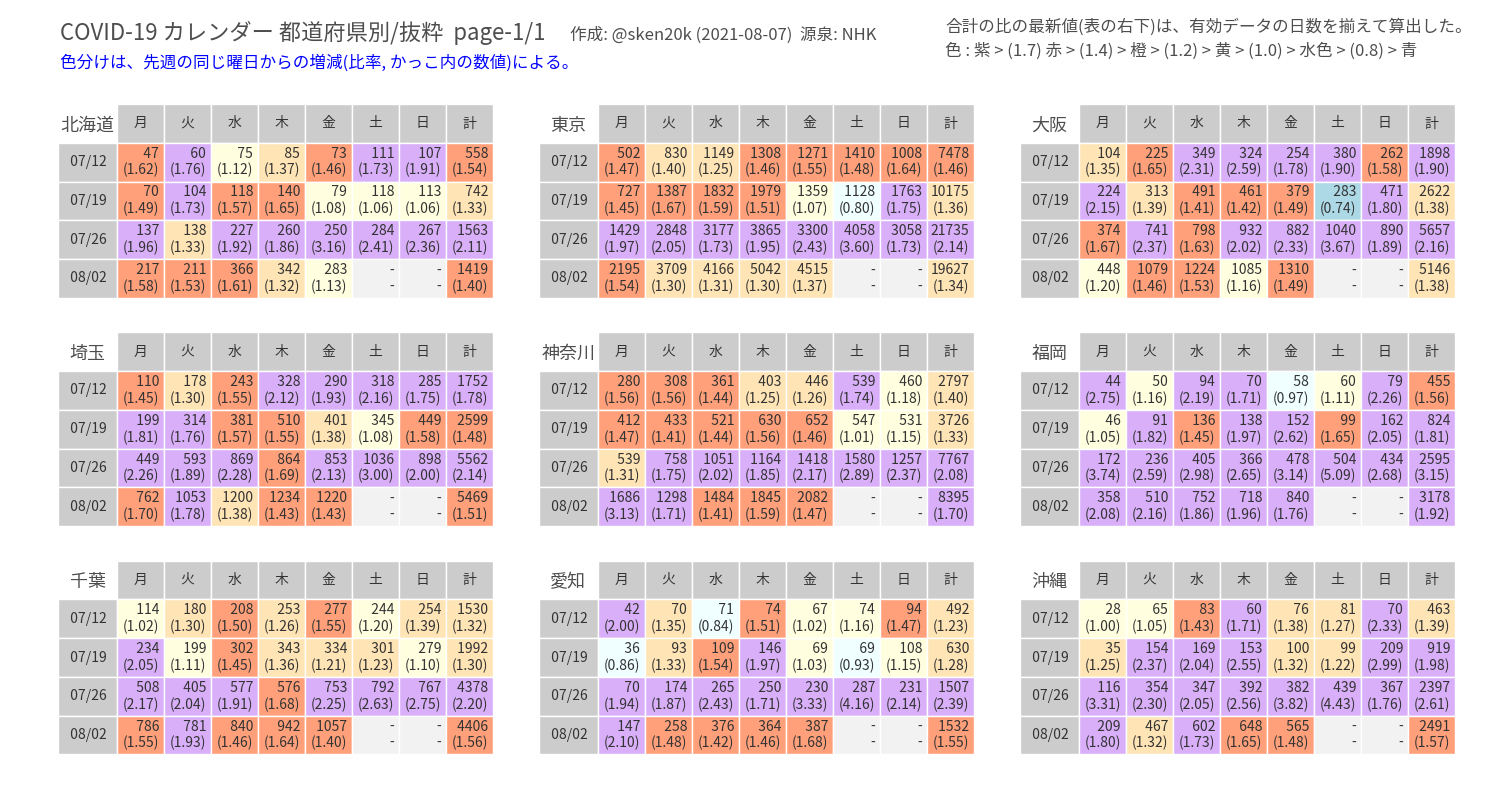 COVID-19 カレンダー 都道府県別/抜粋 page-1/1 作成: @sken20k (2021-08-07) 源泉: NHK
合計の比の最新値(表の右下)は、有効データの日数を揃えて算出した。
色分けは、先週の同じ曜日からの増減(比率, かっこ内の数値)による。
色 : 紫 > (1.7) 赤 > (1.4) > 橙 > (1.2) > 黄 > (1.0) > 水色 > (0.8) > 青
北海道 月 火 水 木 金 土 日 計
07/12 47 60 75 85 73 111 107 558
(1.62) (1.76) (1.12) (1.37) (1.46) (1.73) (1.91) (1.54)
07/19 70 104 118 140 79 118 113 742
(1.49) (1.73) (1.57) (1.65) (1.08) (1.06) (1.06) (1.33)
07/26 137 138 227 260 250 284 267 1563
(1.96) (1.33) (1.92) (1.86) (3.16) (2.41) (2.36) (2.11)
08/02 217 211 366 342 283 - - 1419
(1.58) (1.53) (1.61) (1.32) (1.13) - - (1.40)
東京 月 火 水 木 金 土 日 計
07/12 502 830 1149 1308 1271 1410 1008 7478
(1.47) (1.40) (1.25) (1.46) (1.55) (1.48) (1.64) (1.46)
07/19 727 1387 1832 1979 1359 1128 1763 10175
(1.45) (1.67) (1.59) (1.51) (1.07) (0.80) (1.75) (1.36)
07/26 1429 2848 3177 3865 3300 4058 3058 21735
(1.97) (2.05) (1.73) (1.95) (2.43) (3.60) (1.73) (2.14)
08/02 2195 3709 4166 5042 4515 - - 19627
(1.54) (1.30) (1.31) (1.30) (1.37) - - (1.34)
大阪 月 火 水 木 金 土 日 計
07/12 104 225 349 324 254 380 262 1898
(1.35) (1.65) (2.31) (2.59) (1.78) (1.90) (1.58) (1.90)
07/19 224 313 491 461 379 283 471 2622
(2.15) (1.39) (1.41) (1.42) (1.49) (0.74) (1.80) (1.38)
07/26 374 741 798 932 882 1040 890 5657
(1.67) (2.37) (1.63) (2.02) (2.33) (3.67) (1.89) (2.16)
08/02 448 1079 1224 1085 1310 - - 5146
(1.20) (1.46) (1.53) (1.16) (1.49) - - (1.38)
埼玉 月 火 水 木 金 土 日 計
07/12 110 178 243 328 290 318 285 1752
(1.45) (1.30) (1.55) (2.12) (1.93) (2.16) (1.75) (1.78)
07/19 199 314 381 510 401 345 449 2599
(1.81) (1.76) (1.57) (1.55) (1.38) (1.08) (1.58) (1.48)
07/26 449 593 869 864 853 1036 898 5562
(2.26) (1.89) (2.28) (1.69) (2.13) (3.00) (2.00) (2.14)
08/02 762 1053 1200 1234 1220 - - 5469
(1.70) (1.78) (1.38) (1.43) (1.43) - - (1.51)
神奈川 月 火 水 木 金 土 日 計
07/12 280 308 361 403 446 539 460 2797
(1.56) (1.56) (1.44) (1.25) (1.26) (1.74) (1.18) (1.40)
07/19 412 433 521 630 652 547 531 3726
(1.47) (1.41) (1.44) (1.56) (1.46) (1.01) (1.15) (1.33)
07/26 539 758 1051 1164 1418 1580 1257 7767
(1.31) (1.75) (2.02) (1.85) (2.17) (2.89) (2.37) (2.08)
08/02 1686 1298 1484 1845 2082 - - 8395
(3.13) (1.71) (1.41) (1.59) (1.47) - - (1.70)
福岡 月 火 水 木 金 土 日 計
07/12 44 50 94 70 58 60 79 455
(2.75) (1.16) (2.19) (1.71) (0.97) (1.11) (2.26) (1.56)
07/19 46 91 136 138 152 99 162 824
(1.05) (1.82) (1.45) (1.97) (2.62) (1.65) (2.05) (1.81)
07/26 172 236 405 366 478 504 434 2595
(3.74) (2.59) (2.98) (2.65) (3.14) (5.09) (2.68) (3.15)
08/02 358 510 752 718 840 - - 3178
(2.08) (2.16) (1.86) (1.96) (1.76) - - (1.92)
千葉 月 火 水 木 金 土 日 計
07/12 114 180 208 253 277 244 254 1530
(1.02) (1.30) (1.50) (1.26) (1.55) (1.20) (1.39) (1.32)
07/19 234 199 302 343 334 301 279 1992
(2.05) (1.11) (1.45) (1.36) (1.21) (1.23) (1.10) (1.30)
07/26 508 405 577 576 753 792 767 4378
(2.17) (2.04) (1.91) (1.68) (2.25) (2.63) (2.75) (2.20)
08/02 786 781 840 942 1057 - - 4406
(1.55) (1.93) (1.46) (1.64) (1.40) - - (1.56)
愛知 月 火 水 木 金 土 日 計
07/12 42 70 71 74 67 74 94 492
(2.00) (1.35) (0.84) (1.51) (1.02) (1.16) (1.47) (1.23)
07/19 36 93 109 146 69 69 108 630
(0.86) (1.33) (1.54) (1.97) (1.03) (0.93) (1.15) (1.28)
07/26 70 174 265 250 230 287 231 1507
(1.94) (1.87) (2.43) (1.71) (3.33) (4.16) (2.14) (2.39)
08/02 147 258 376 364 387 - - 1532
(2.10) (1.48) (1.42) (1.46) (1.68) - - (1.55)
沖縄 月 火 水 木 金 土 日 計
07/12 28 65 83 60 76 81 70 463
(1.00) (1.05) (1.43) (1.71) (1.38) (1.27) (2.33) (1.39)
07/19 35 154 169 153 100 99 209 919
(1.25) (2.37) (2.04) (2.55) (1.32) (1.22) (2.99) (1.98)
07/26 116 354 347 392 382 439 367 2397
(3.31) (2.30) (2.05) (2.56) (3.82) (4.43) (1.76) (2.61)
08/02 209 467 602 648 565 - - 2491
(1.80) (1.32) (1.73) (1.65) (1.48) - - (1.57)